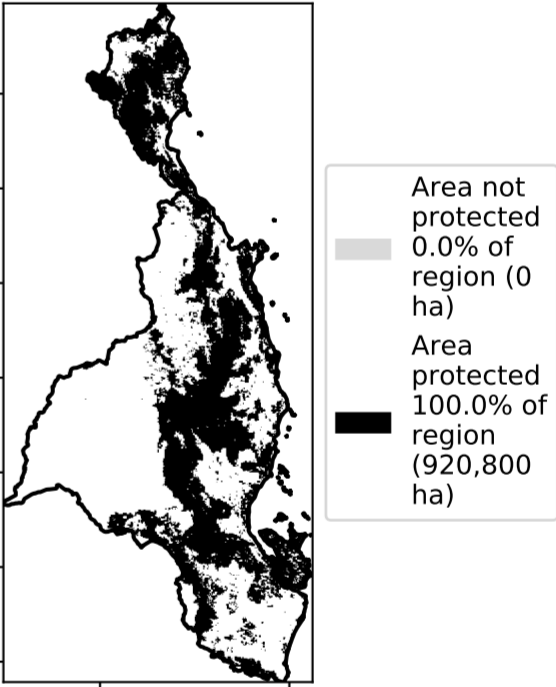 Area not
protected
0.0% of
region (0
ha)
Area
protected
100.0% of
region
(920,800
ha)